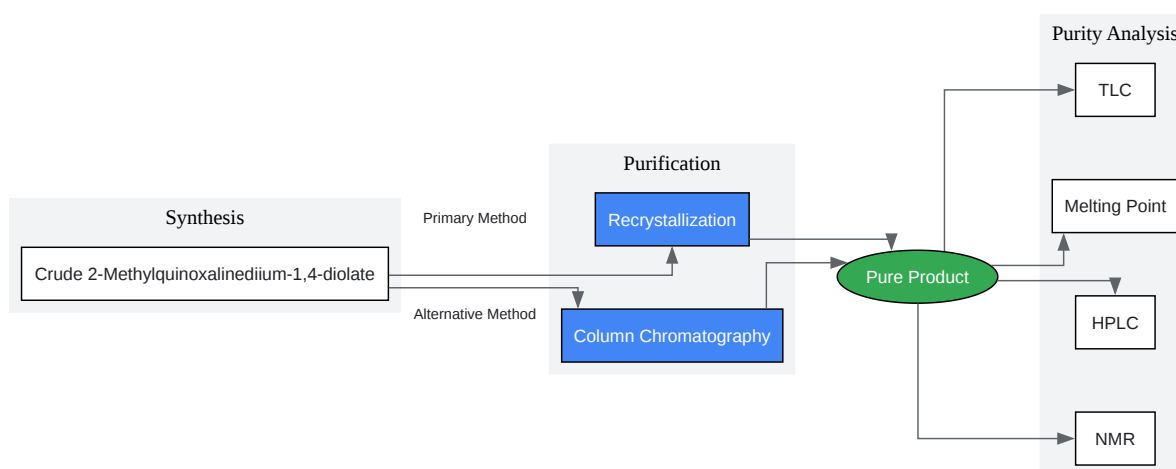 Synthesis
Crude 2-Methylquinoxalinediium-1,4-diolate
Primary Method
Alternative Method
Purification
Recrystallization
Column Chromatography
Pure Product
Purity Analysis
TLC
Melting Point
HPLC
NMR